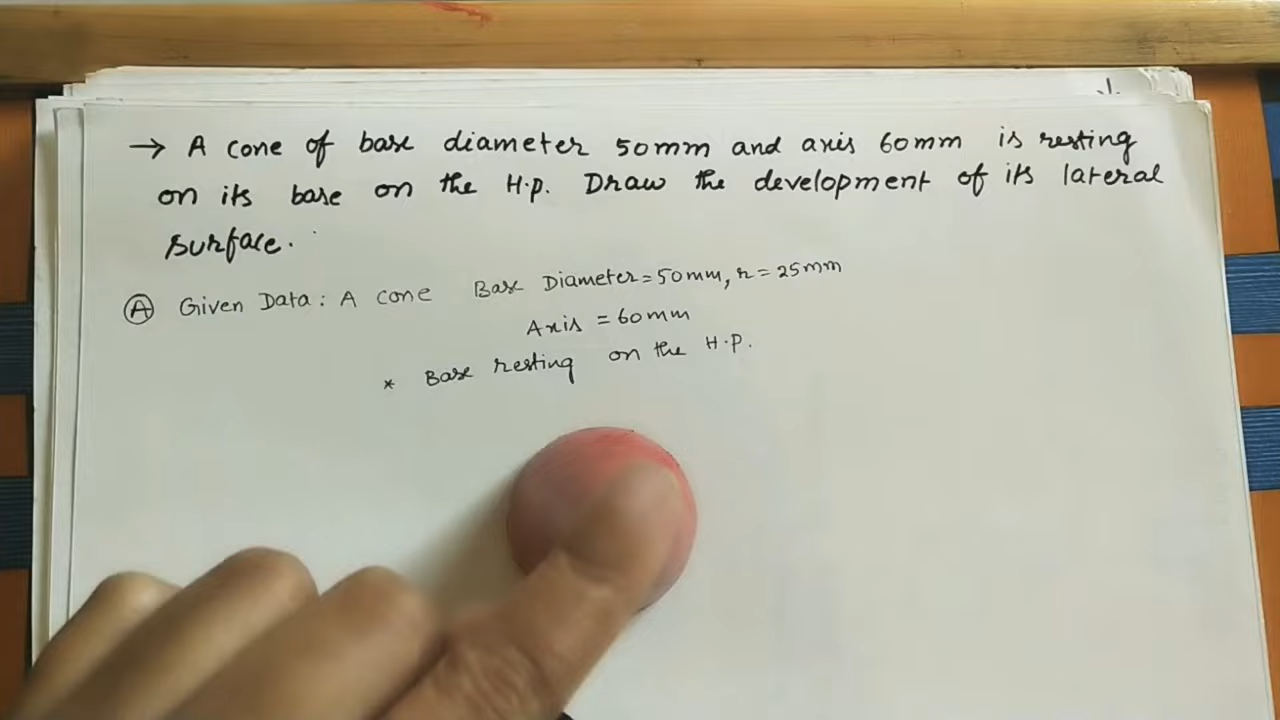 → A cone of base diameter 50mm and axis 60mm is resting
on its base on the H.p. Draw the development of its lateral
surface.
Ⓐ Given Data: A cone Base Diameter=50mm, r=25mm
Axis =60mm
* Base resting on the H.P.